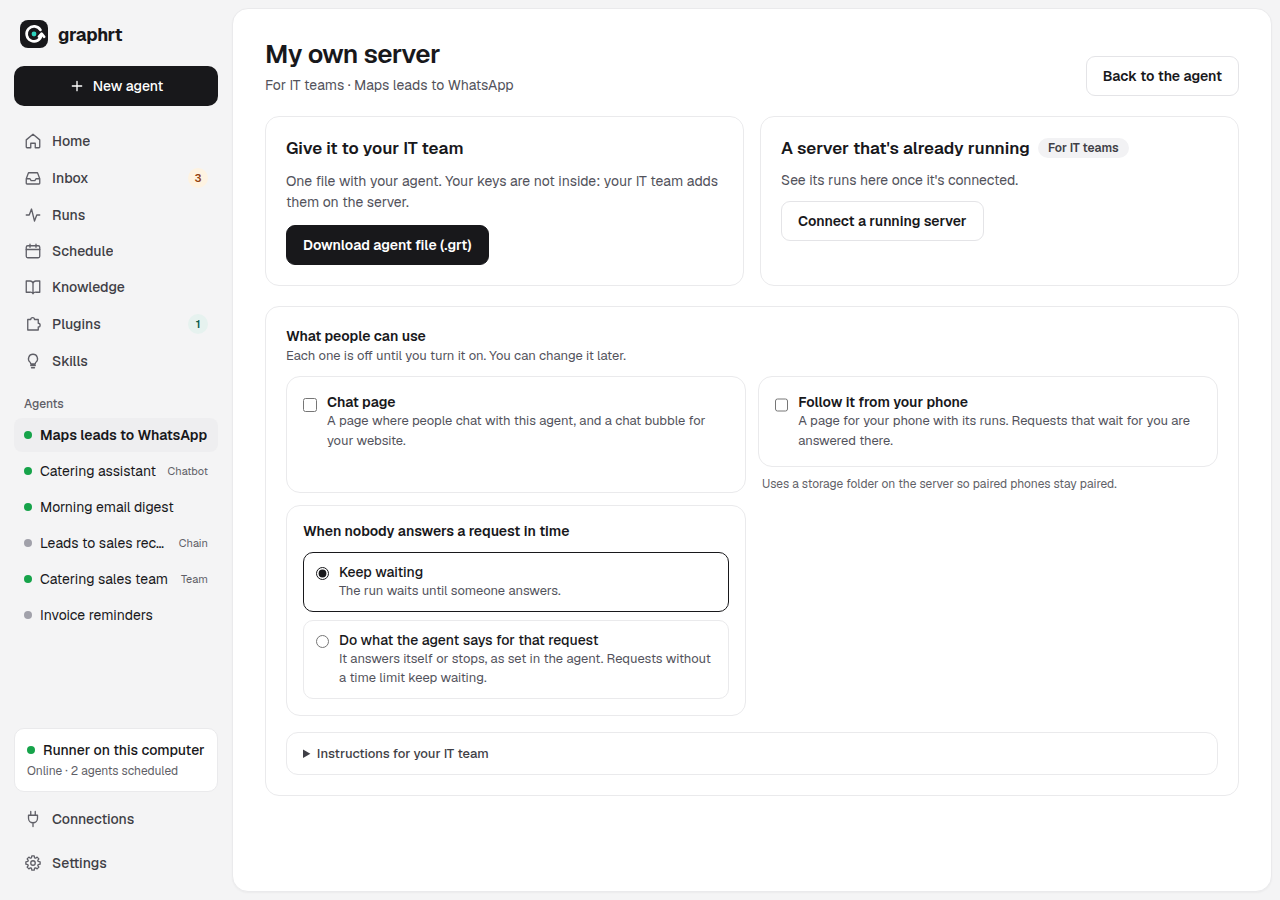 graphrt
New agent
Home
Inbox 3
Runs
Schedule
Knowledge
Plugins 1
Skills
Agents
Maps leads to WhatsApp
Catering assistant Chatbot
Morning email digest
Leads to sales rec... Chain
Catering sales team Team
Invoice reminders
Runner on this computer
Online · 2 agents scheduled
Connections
Settings
My own server
For IT teams · Maps leads to WhatsApp
Back to the agent
Give it to your IT team
One file with your agent. Your keys are not inside: your IT team adds
them on the server.
Download agent file (.grt)
A server that's already running For IT teams
See its runs here once it's connected.
Connect a running server
What people can use
Each one is off until you turn it on. You can change it later.
Chat page
A page where people chat with this agent, and a chat bubble for
your website.
Follow it from your phone
A page for your phone with its runs. Requests that wait for you are
answered there.
Uses a storage folder on the server so paired phones stay paired.
When nobody answers a request in time
Keep waiting
The run waits until someone answers.
Do what the agent says for that request
It answers itself or stops, as set in the agent. Requests without
a time limit keep waiting.
Instructions for your IT team